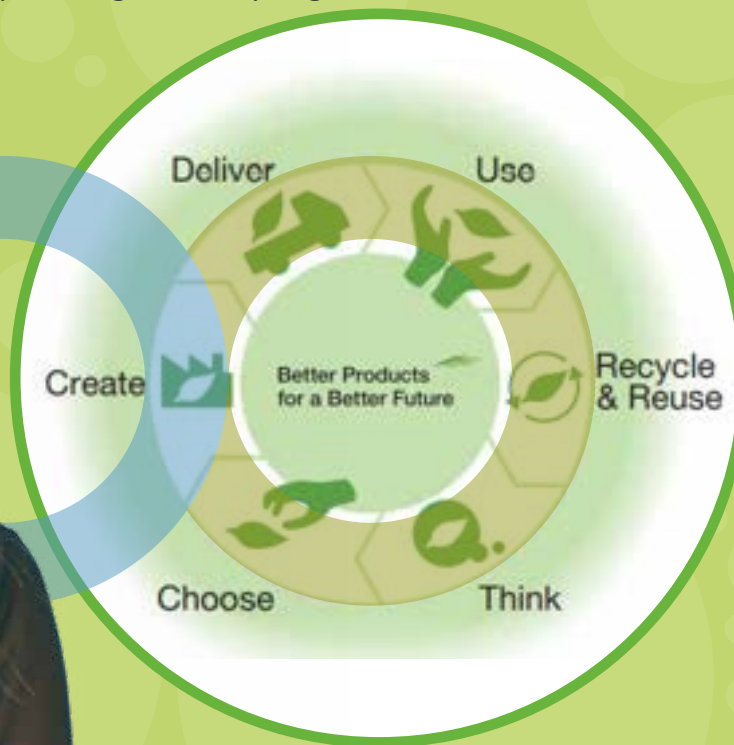 Deliver
Use
Create
Better Products
for a Better Future
Recycle
& Reuse
Choose
Think